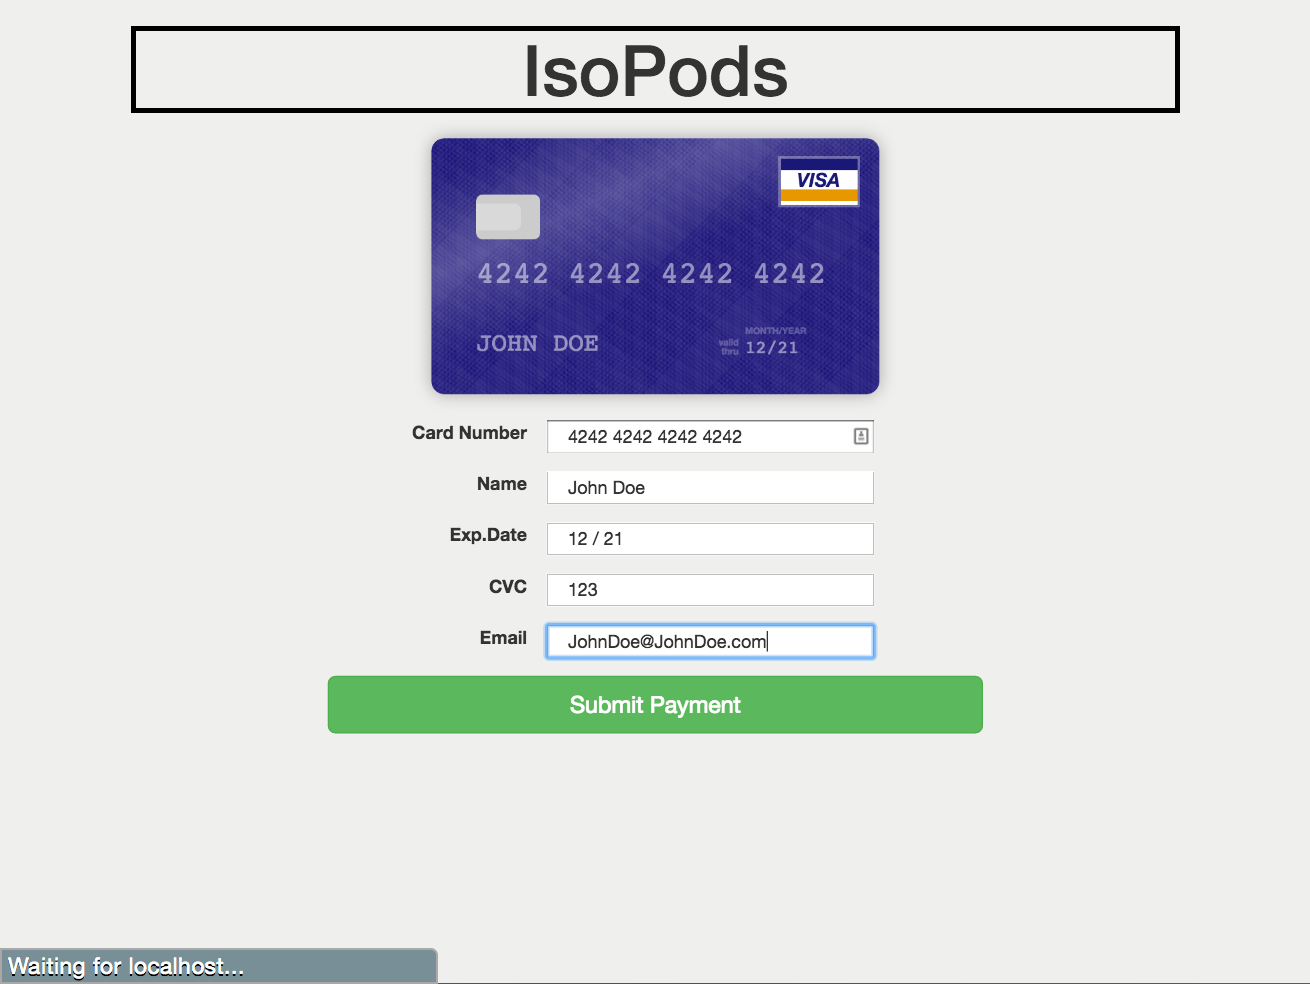 IsoPods
VISA
4242 4242 4242 4242
MONTH/YEAR
JOHN DOE valid thru 12/21
Card Number 4242 4242 4242 4242
Name John Doe
Exp.Date 12 / 21
CVC 123
Email JohnDoe@JohnDoe.com
Submit Payment
Waiting for localhost...